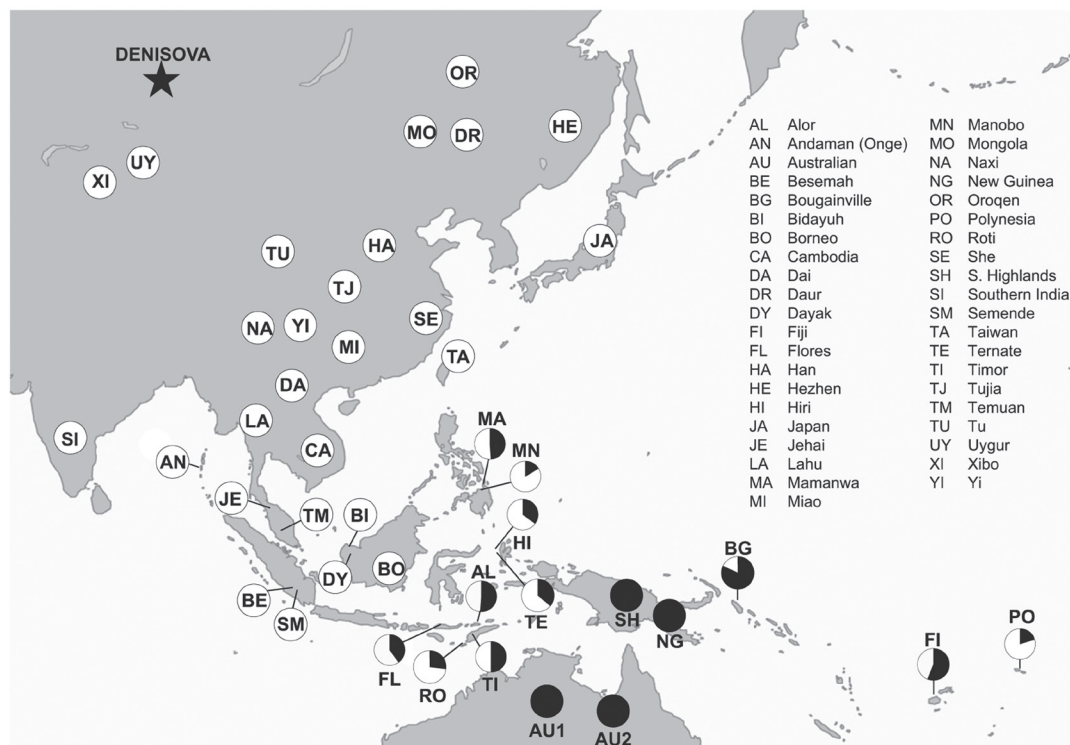 DENISOVA
OR
MO
DR
HE
UY
XI
TU
HA
JA
TJ
NA
YI
SE
MI
TA
DA
LA
SI
CA
MA
AN
MN
JE
TM
BI
HI
DY
BO
AL
BG
BE
SM
TE
SH
NG
PO
FI
FL
RO
TI
AU1
AU2
AL Alor
AN Andaman (Onge)
AU Australian
BE Besemah
BG Bougainville
BI Bidayuh
BO Borneo
CA Cambodia
DA Dai
DR Daur
DY Dayak
FI Fiji
FL Flores
HA Han
HE Hezhen
HI Hiri
JA Japan
JE Jehai
LA Lahu
MA Mamanwa
MI Miao
MN Manobo
MO Mongola
NA Naxi
NG New Guinea
OR Oroqen
PO Polynesia
RO Roti
SE She
SH S. Highlands
SI Southern India
SM Semende
TA Taiwan
TE Ternate
TI Timor
TJ Tujia
TM Temuan
TU Tu
UY Uygur
XI Xibo
YI Yi